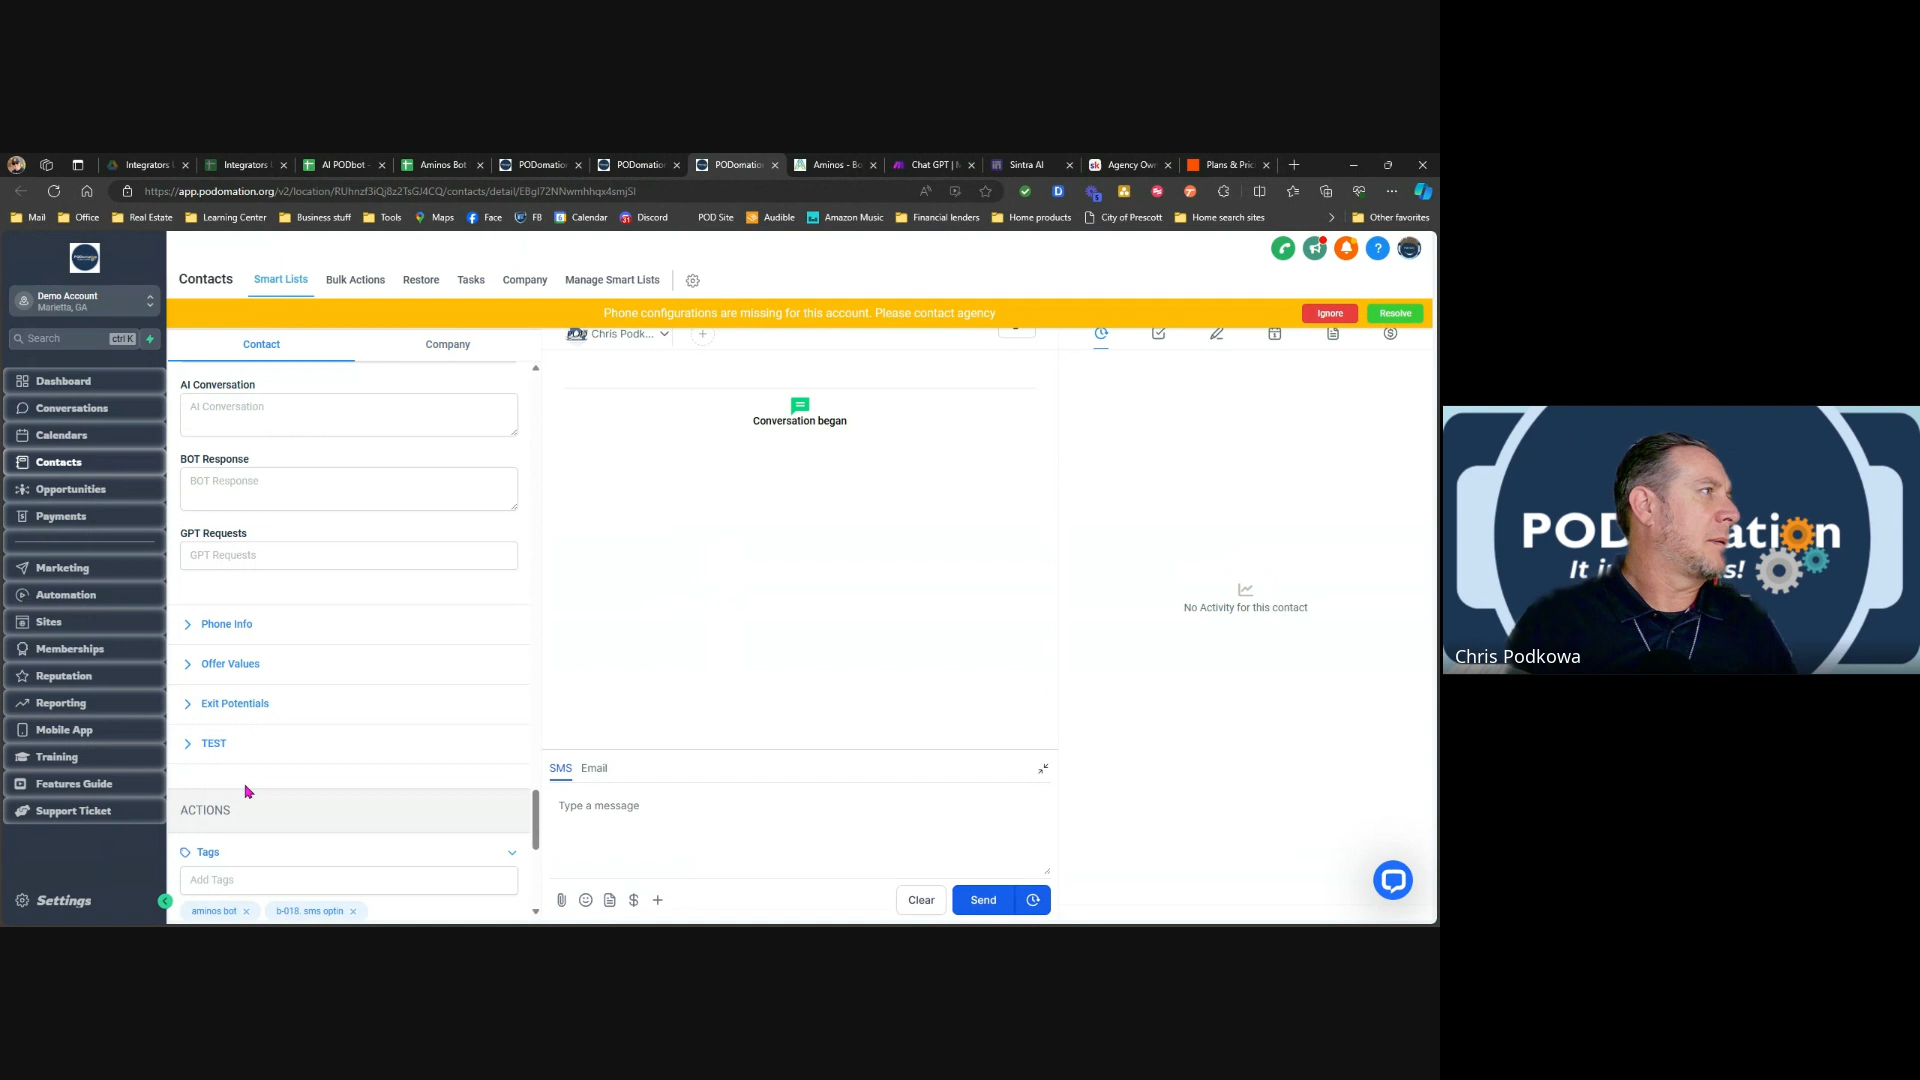 Integrators
Integrators
AI PODbot -
Aminos Bot
PODomation
PODomation
PODomatio
Aminos - Bo
Chat GPT | M
Sintra AI
Agency Own
Plans & Pric
https://app.podomation.org/v2/location/RUhnzf3iQj8z2TsGJ4CQ/contacts/detail/EBgI72NNwmhhqx4smjSI
Mail
Office
Real Estate
Learning Center
Business stuff
Tools
Maps
Face
FB
Calendar
Discord
POD Site
Audible
Amazon Music
Financial lenders
Home products
City of Prescott
Home search sites
Other favorites
Demo Account
Marietta, GA
Search
ctrl K
Dashboard
Conversations
Calendars
Contacts
Opportunities
Payments
Marketing
Automation
Sites
Memberships
Reputation
Reporting
Mobile App
Training
Features Guide
Support Ticket
Settings
Contacts
Smart Lists
Bulk Actions
Restore
Tasks
Company
Manage Smart Lists
Phone configurations are missing for this account. Please contact agency
Ignore
Resolve
Contact
Company
AI Conversation
AI Conversation
BOT Response
BOT Response
GPT Requests
GPT Requests
Phone Info
Offer Values
Exit Potentials
TEST
ACTIONS
Tags
Add Tags
aminos bot
b-018. sms optin
Chris Podk...
Conversation began
SMS
Email
Type a message
Clear
Send
No Activity for this contact
POD ation
It i s!
Chris Podkowa